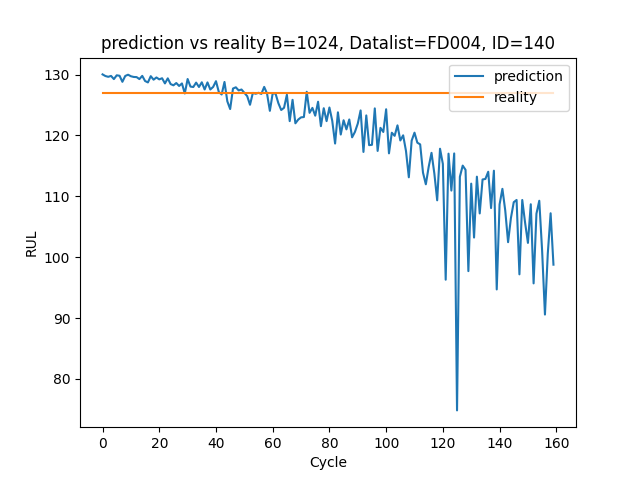 prediction vs reality B=1024, Datalist=FD004, ID=140
prediction
reality
RUL
130
120
110
100
90
80
0 20 40 60 80 100 120 140 160
Cycle